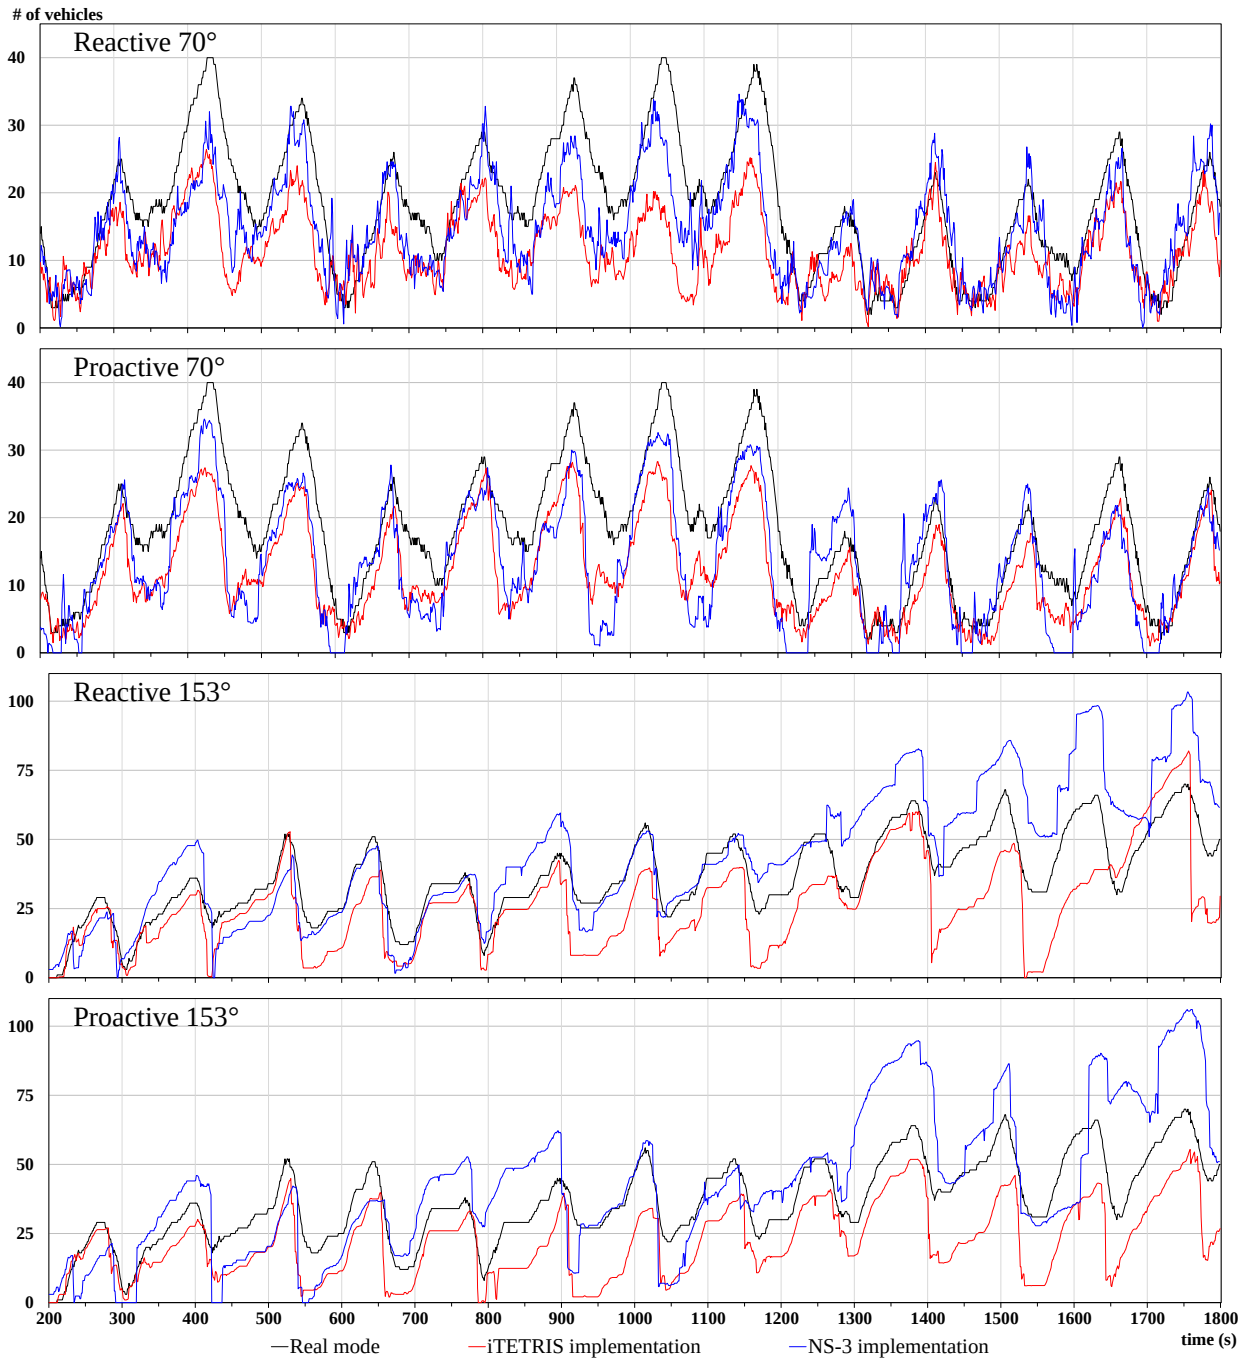 # of vehicles
Reactive 70°
40
30
20
10
0
Proactive 70°
40
30
20
10
0
Reactive 153°
100
75
50
25
0
Proactive 153°
100
75
50
25
0
200 300 400 500 600 700 800 900 1000 1100 1200 1300 1400 1500 1600 1700 1800
time (s)
Real mode iTETRIS implementation NS-3 implementation